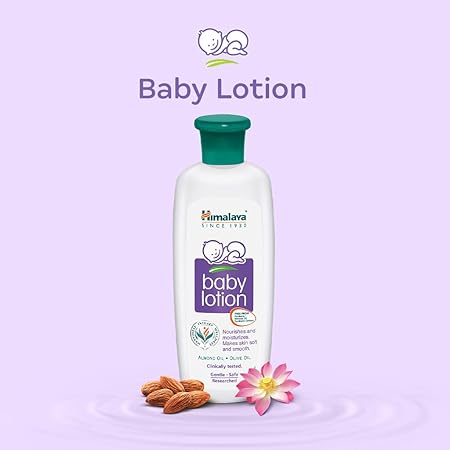 Baby Lotion
Himalaya
SINCE 1930
baby
lotion
Nourishes and
moisturizes.
Makes skin soft
and smooth.
ALMOND OIL • OLIVE OIL
Clinically tested.
Gentle • Safe
Researched